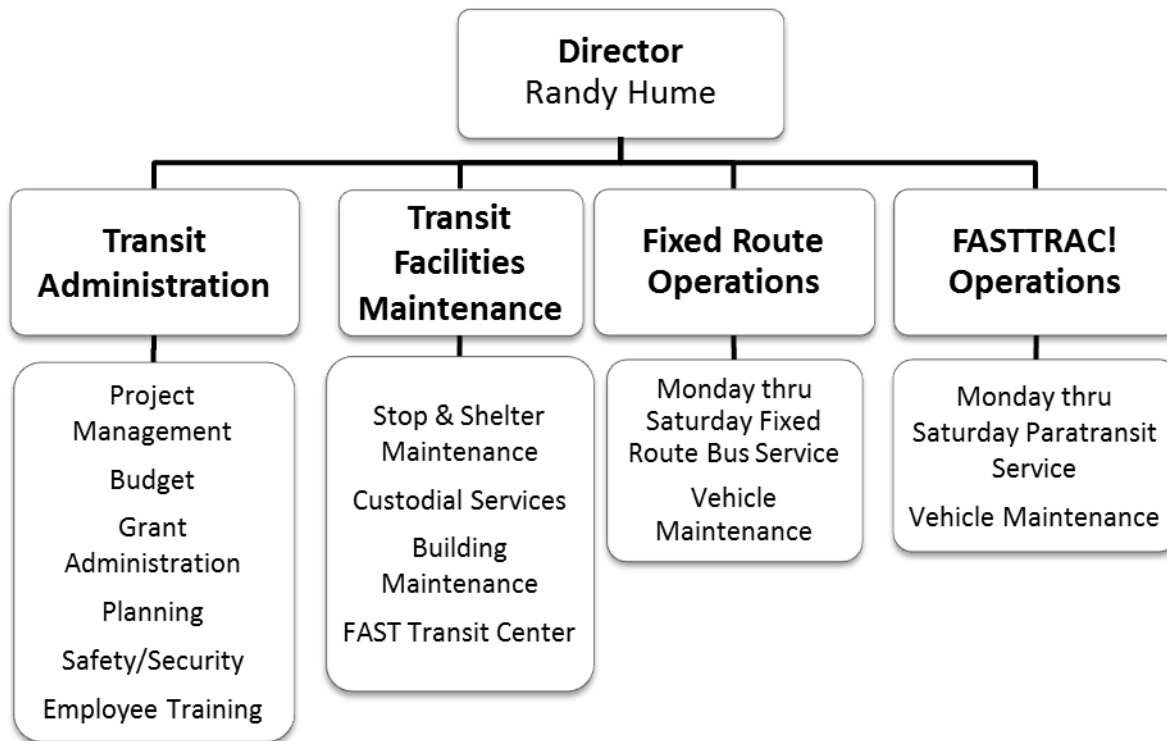 Director
Randy Hume
Transit
Administration
Transit
Facilities
Maintenance
Fixed Route
Operations
FASTTRAC!
Operations
Project
Management
Budget
Grant
Administration
Planning
Safety/Security
Employee Training
Stop & Shelter
Maintenance
Custodial Services
Building
Maintenance
FAST Transit Center
Monday thru
Saturday Fixed
Route Bus Service
Vehicle
Maintenance
Monday thru
Saturday Paratransit
Service
Vehicle Maintenance